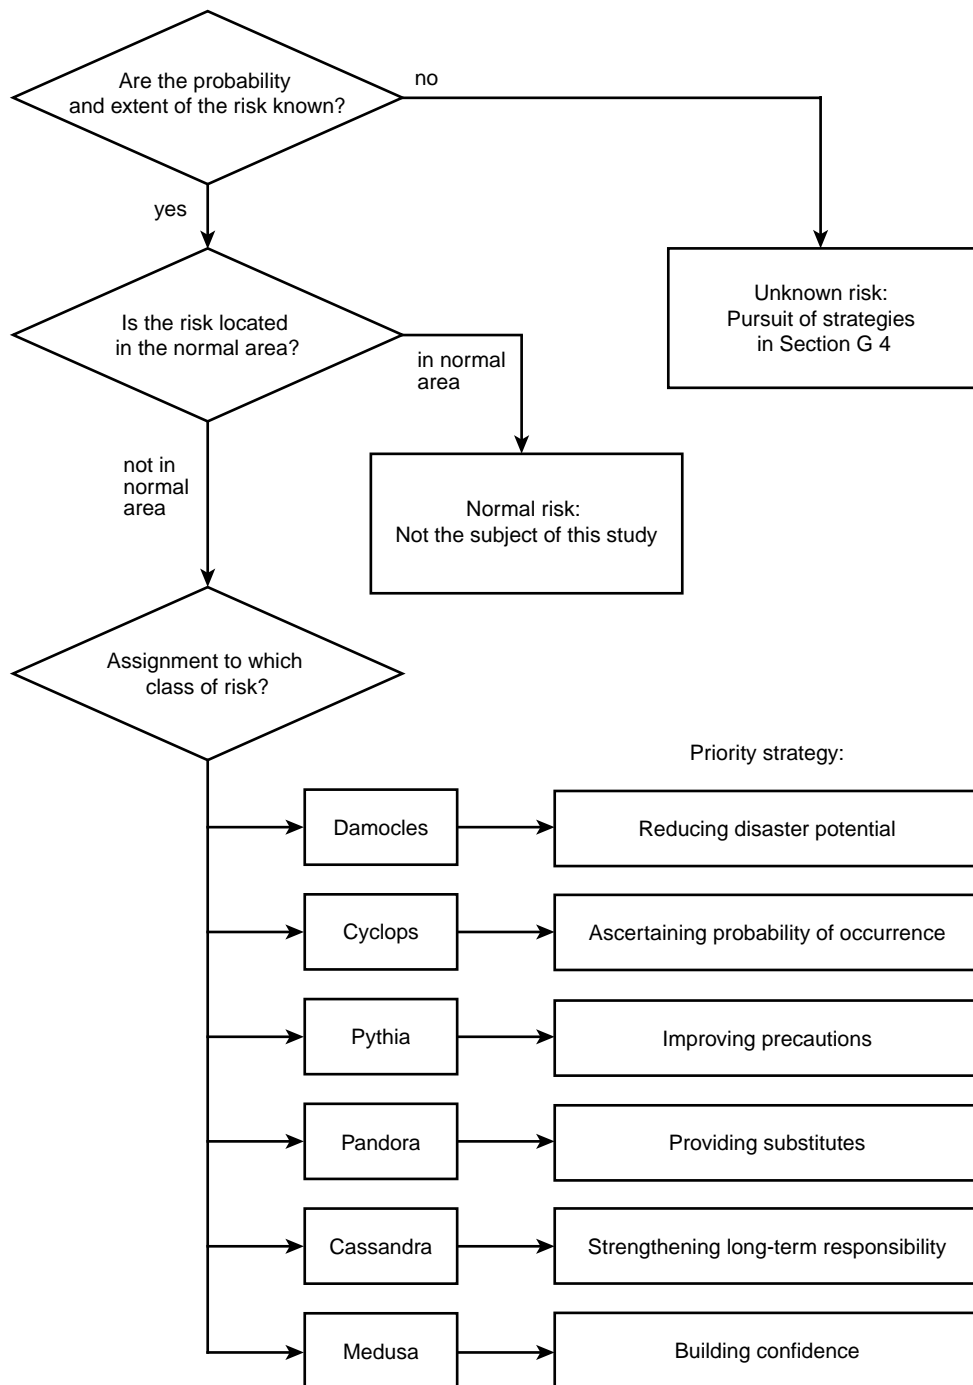 Are the probability
and extent of the risk known?
no
yes
Unknown risk:
Pursuit of strategies
in Section G 4
Is the risk located
in the normal area?
in normal
area
not in
normal
area
Normal risk:
Not the subject of this study
Assignment to which
class of risk?
Priority strategy:
Damocles
Reducing disaster potential
Cyclops
Ascertaining probability of occurrence
Pythia
Improving precautions
Pandora
Providing substitutes
Cassandra
Strengthening long-term responsibility
Medusa
Building confidence